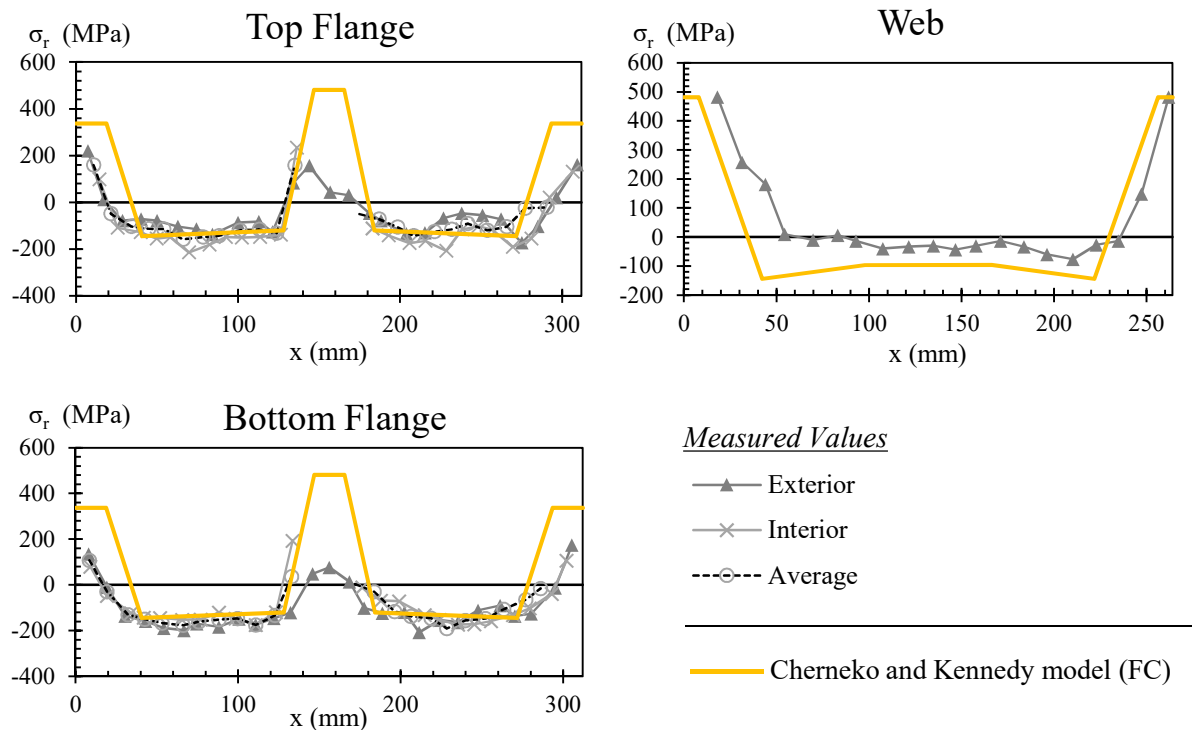 Top Flange
σr (MPa)
600
400
200
0
-200
-400
0 100 200 300
x (mm)
Web
600
500
400
300
200
100
0
-100
-200
0 50 100 150 200 250
x (mm)
Bottom Flange
σr (MPa)
600
400
200
0
-200
-400
0 100 200 300
x (mm)
Measured Values
Exterior
Interior
Average
Cherneko and Kennedy model (FC)